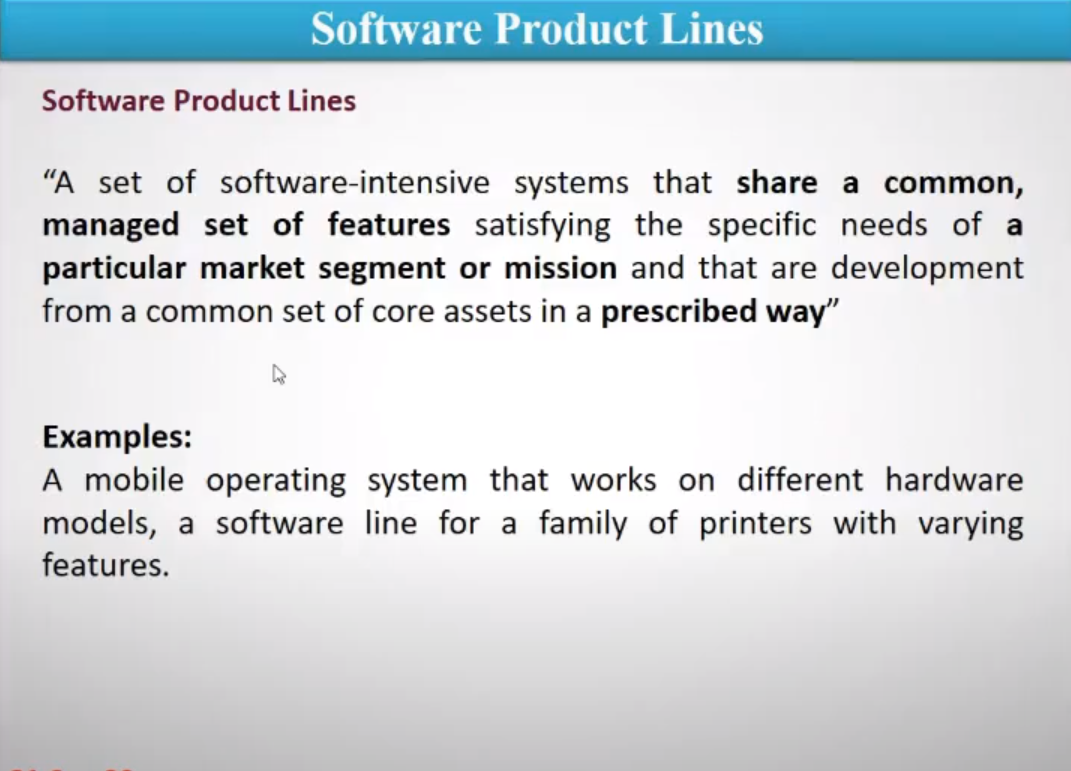 Software Product Lines
Software Product Lines
“A set of software-intensive systems that share a common,
managed set of features satisfying the specific needs of a
particular market segment or mission and that are development
from a common set of core assets in a prescribed way”
Examples:
A mobile operating system that works on different hardware
models, a software line for a family of printers with varying
features.